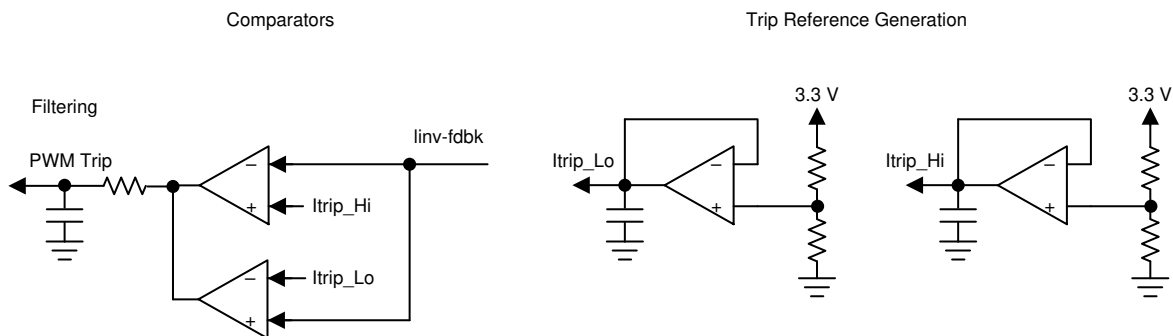 Comparators
Trip Reference Generation
Filtering
PWM Trip
Iinv-fdbk
−
+
Itrip_Hi
−
+
Itrip_Lo
3.3 V
Itrip_Lo
−
+
3.3 V
Itrip_Hi
−
+